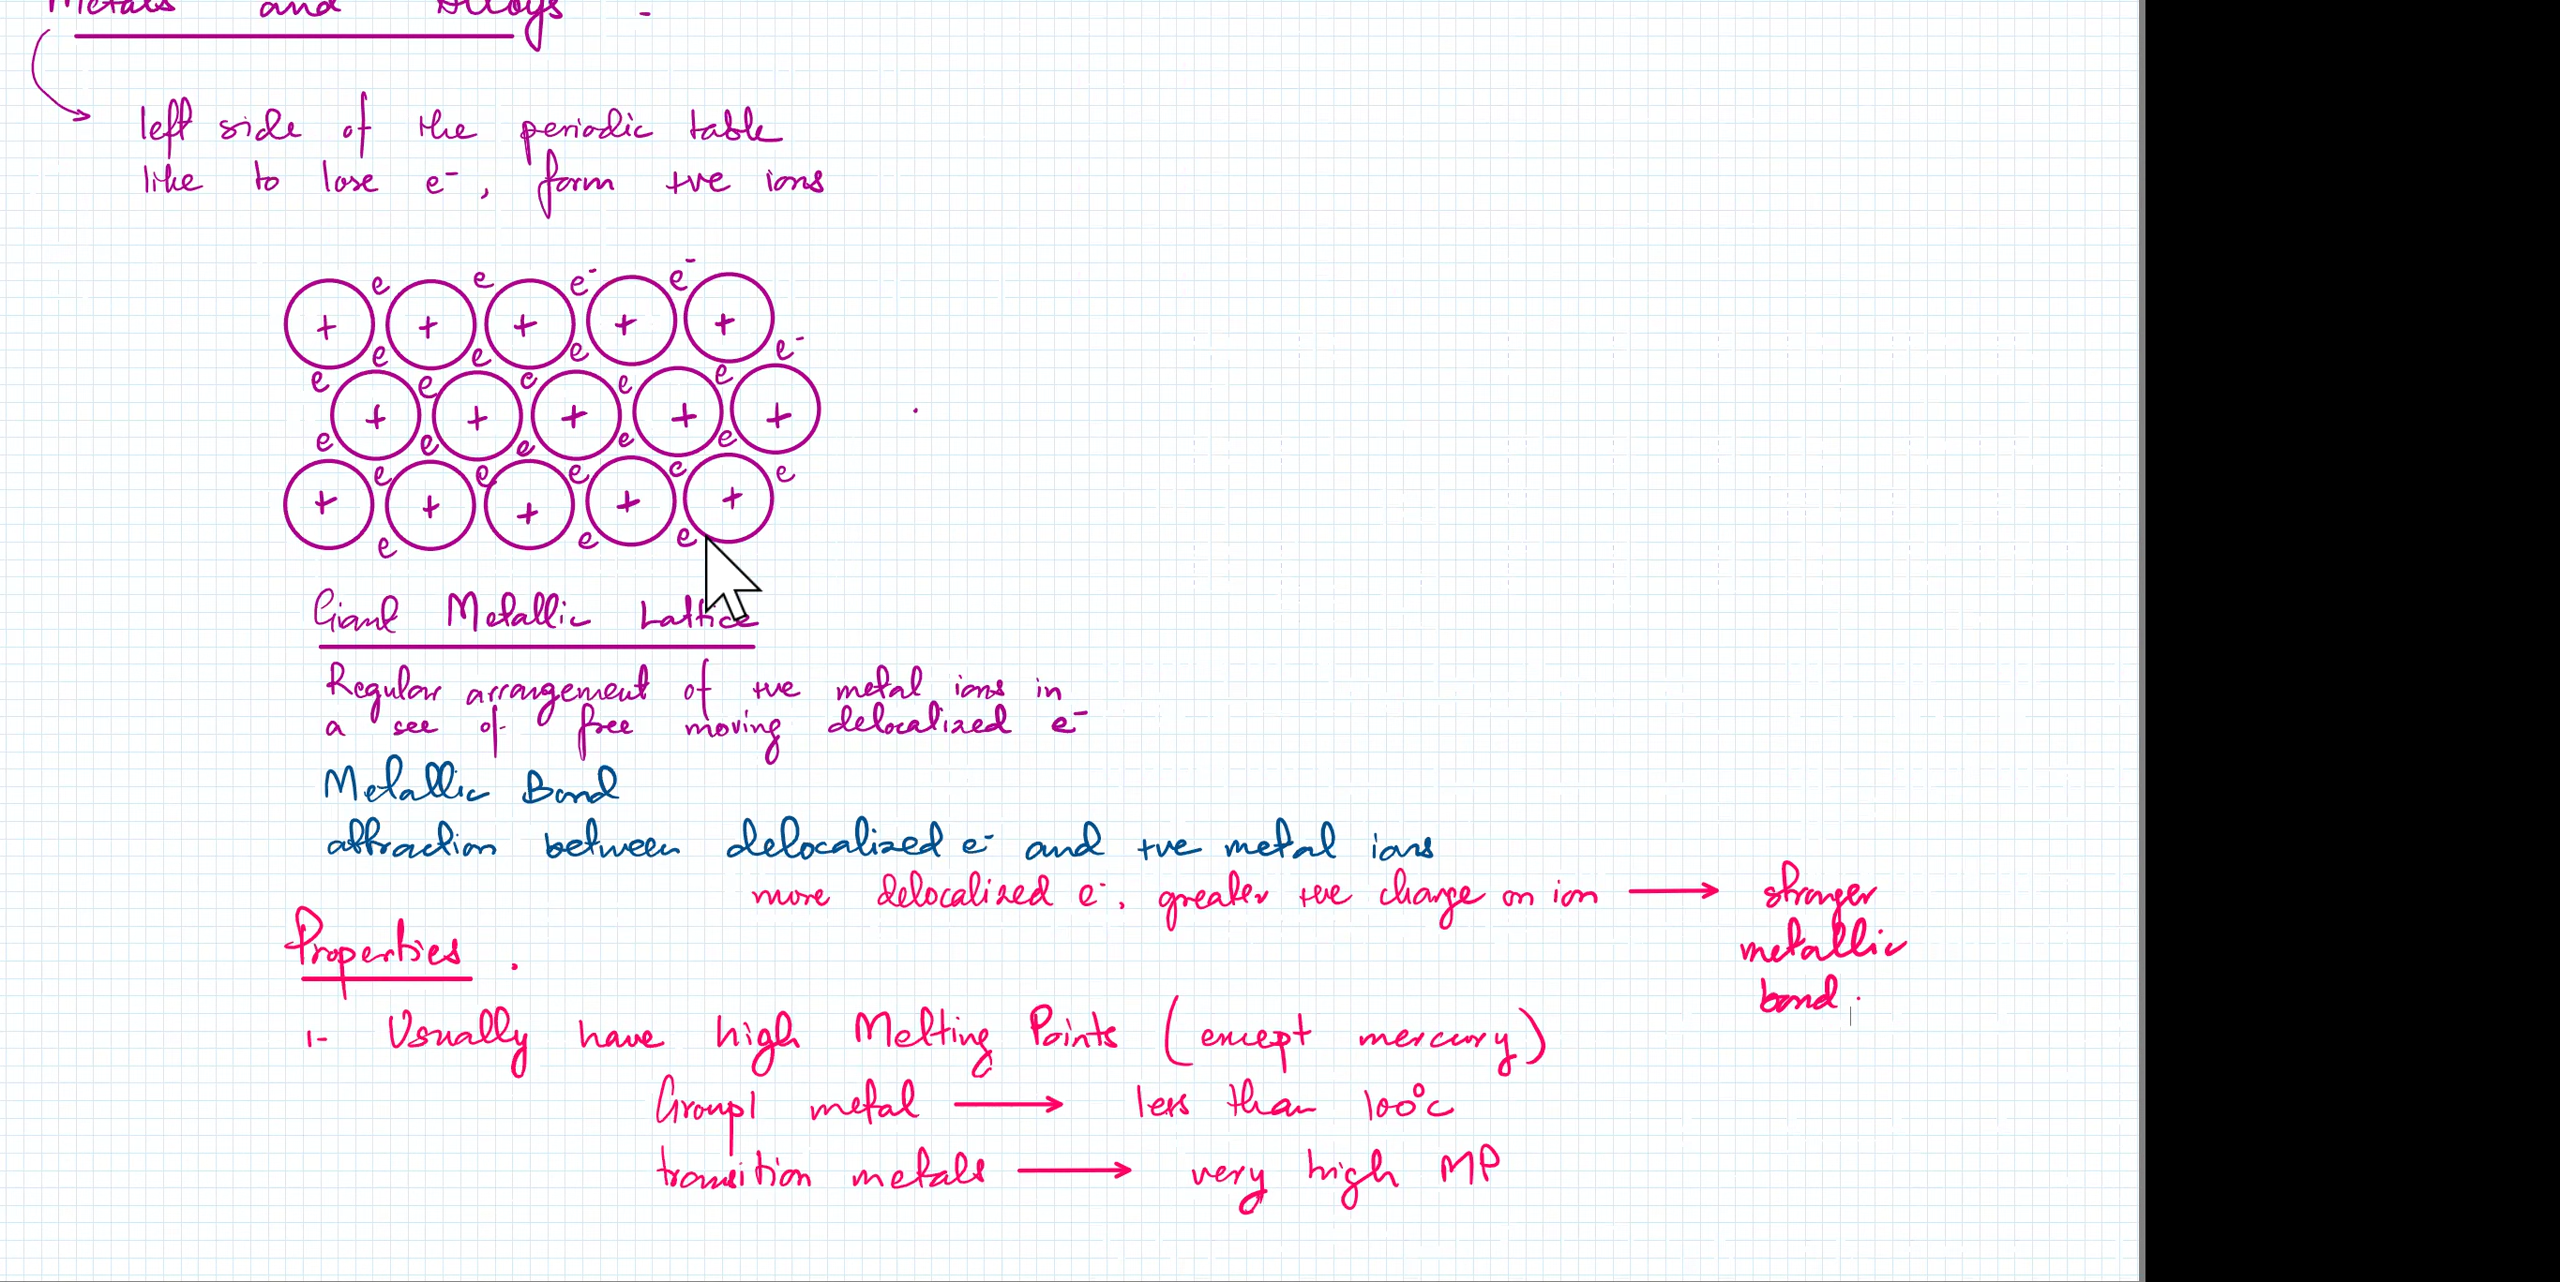 Metals and Alloys -
left side of the periodic table
like to lose e-, form +ve ions
e e e- e-
+ + + + +
e e e e-
e e e e e
+ + + + +
e e e e e
e e e e e
+ + + + +
e e e
Giant Metallic Lattice
Regular arrangement of +ve metal ions in
a see of free moving delocalized e-
Metallic Bond
attraction between delocalized e- and +ve metal ions
more delocalized e-, greater +ve charge on ion → stronger
metallic
bond.
Properties.
1- Usually have high Melting Points (except mercury)
Group1 metal → less than 100°c
transition metals → very high MP